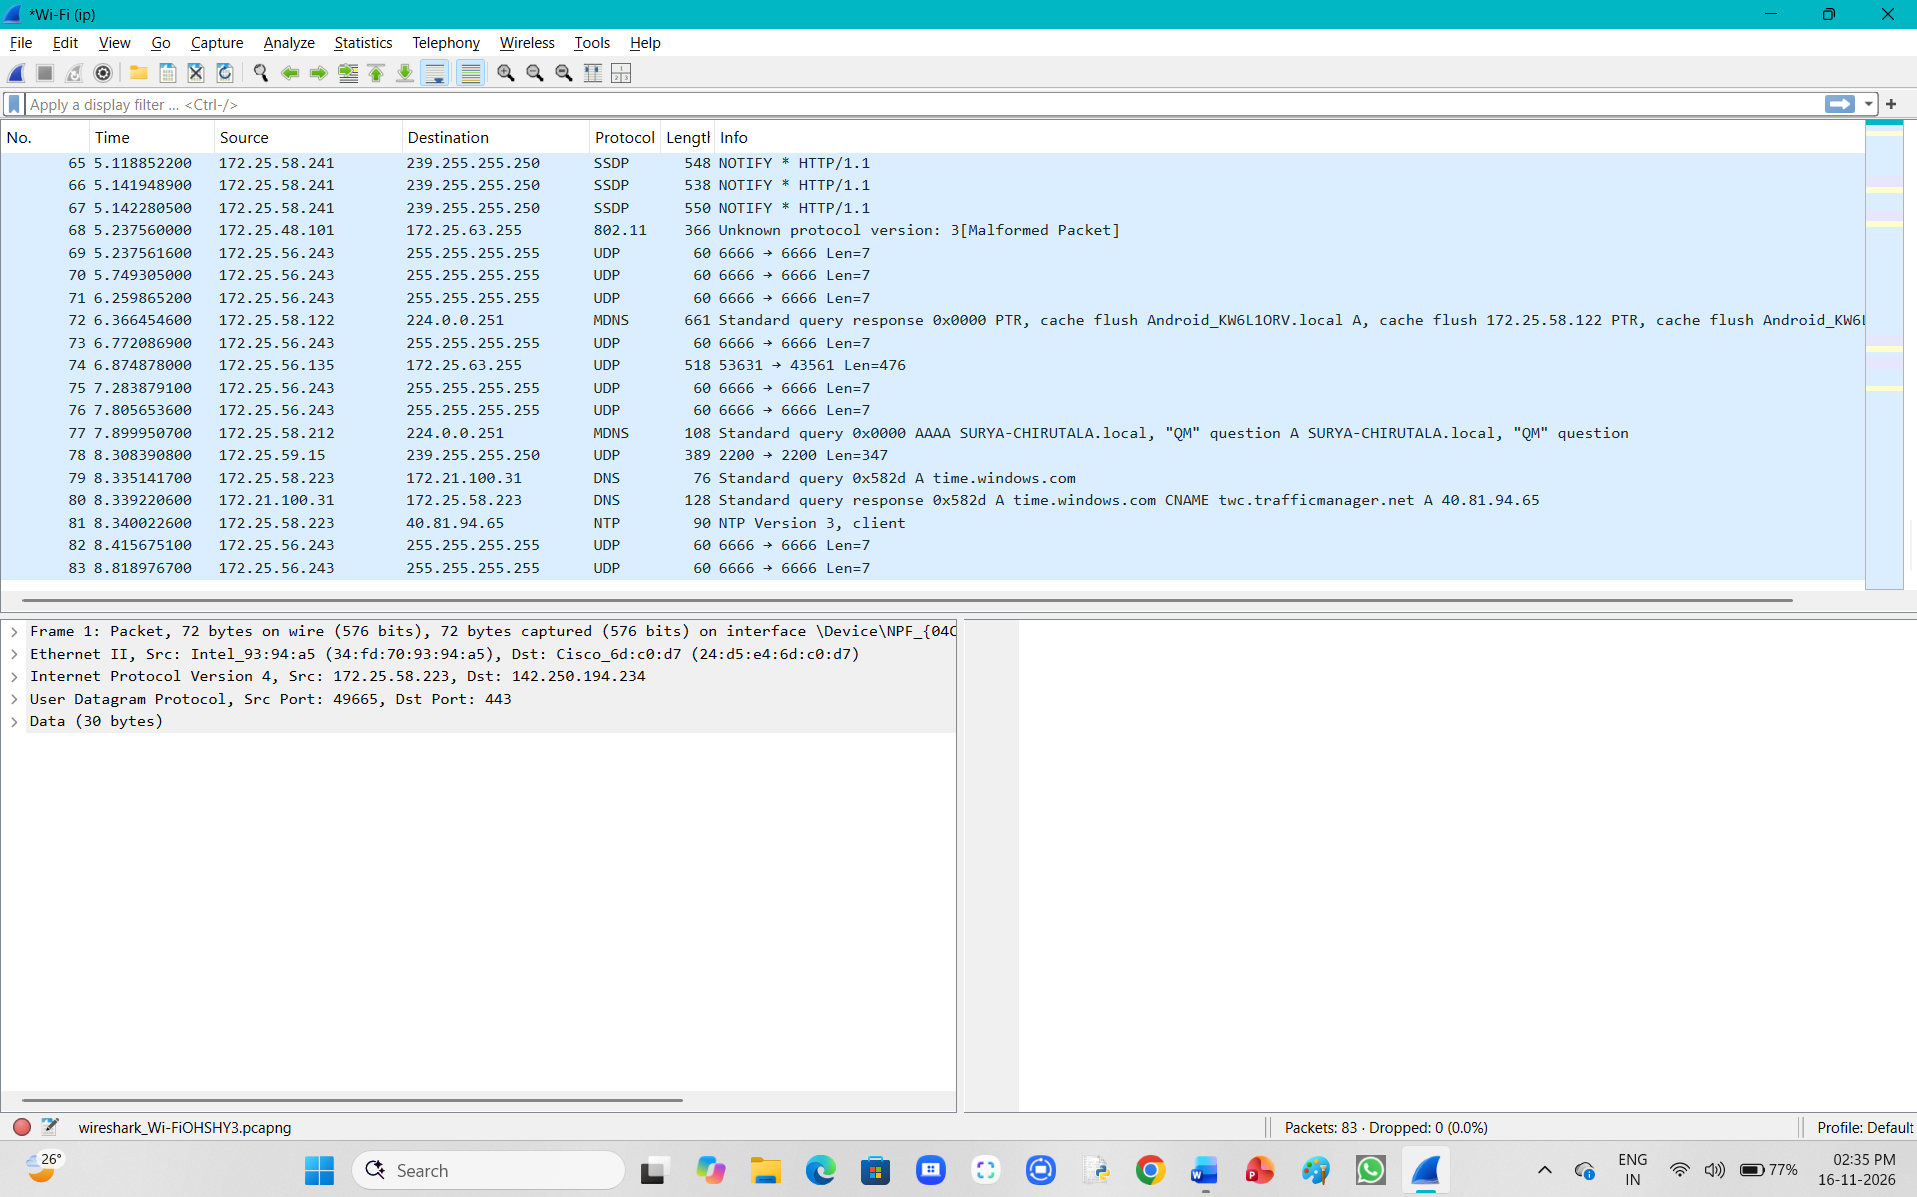 *Wi-Fi (ip)
File Edit View Go Capture Analyze Statistics Telephony Wireless Tools Help
Apply a display filter ... <Ctrl-/>
No. Time Source Destination Protocol Length Info
65 5.118852200 172.25.58.241 239.255.255.250 SSDP 548 NOTIFY * HTTP/1.1
66 5.141948900 172.25.58.241 239.255.255.250 SSDP 538 NOTIFY * HTTP/1.1
67 5.142280500 172.25.58.241 239.255.255.250 SSDP 550 NOTIFY * HTTP/1.1
68 5.237560000 172.25.48.101 172.25.63.255 802.11 366 Unknown protocol version: 3[Malformed Packet]
69 5.237561600 172.25.56.243 255.255.255.255 UDP 60 6666 → 6666 Len=7
70 5.749305000 172.25.56.243 255.255.255.255 UDP 60 6666 → 6666 Len=7
71 6.259865200 172.25.56.243 255.255.255.255 UDP 60 6666 → 6666 Len=7
72 6.366454600 172.25.58.122 224.0.0.251 MDNS 661 Standard query response 0x0000 PTR, cache flush Android_KW6L1ORV.local A, cache flush 172.25.58.122 PTR, cache flush Android_KW6L
73 6.772086900 172.25.56.243 255.255.255.255 UDP 60 6666 → 6666 Len=7
74 6.874878000 172.25.56.135 172.25.63.255 UDP 518 53631 → 43561 Len=476
75 7.283879100 172.25.56.243 255.255.255.255 UDP 60 6666 → 6666 Len=7
76 7.805653600 172.25.56.243 255.255.255.255 UDP 60 6666 → 6666 Len=7
77 7.899950700 172.25.58.212 224.0.0.251 MDNS 108 Standard query 0x0000 AAAA SURYA-CHIRUTALA.local, "QM" question A SURYA-CHIRUTALA.local, "QM" question
78 8.308390800 172.25.59.15 239.255.255.250 UDP 389 2200 → 2200 Len=347
79 8.335141700 172.25.58.223 172.21.100.31 DNS 76 Standard query 0x582d A time.windows.com
80 8.339220600 172.21.100.31 172.25.58.223 DNS 128 Standard query response 0x582d A time.windows.com CNAME twc.trafficmanager.net A 40.81.94.65
81 8.340022600 172.25.58.223 40.81.94.65 NTP 90 NTP Version 3, client
82 8.415675100 172.25.56.243 255.255.255.255 UDP 60 6666 → 6666 Len=7
83 8.818976700 172.25.56.243 255.255.255.255 UDP 60 6666 → 6666 Len=7
Frame 1: Packet, 72 bytes on wire (576 bits), 72 bytes captured (576 bits) on interface \Device\NPF_{04C
Ethernet II, Src: Intel_93:94:a5 (34:fd:70:93:94:a5), Dst: Cisco_6d:c0:d7 (24:d5:e4:6d:c0:d7)
Internet Protocol Version 4, Src: 172.25.58.223, Dst: 142.250.194.234
User Datagram Protocol, Src Port: 49665, Dst Port: 443
Data (30 bytes)
wireshark_Wi-FiOHSHY3.pcapng
Packets: 83 · Dropped: 0 (0.0%)
Profile: Default
26°
Search
ENG
IN
77%
02:35 PM
16-11-2026